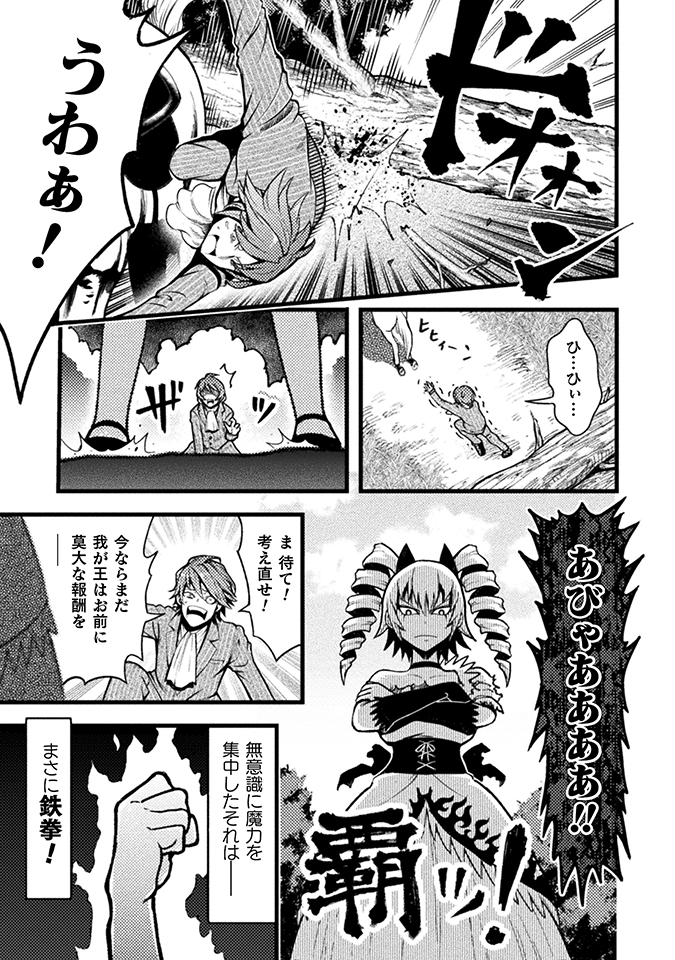 ドドオオン
うわぁ！
ヒヒィーン
ひ…ひぃ…
ザッ
あびゃあああああ!!
覇ッ！
ま 待て！
考え直せ！
今ならまだ
我が王はお前に
莫大な報酬を
――
無意識に魔力を
集中したそれは――
まさに鉄拳！